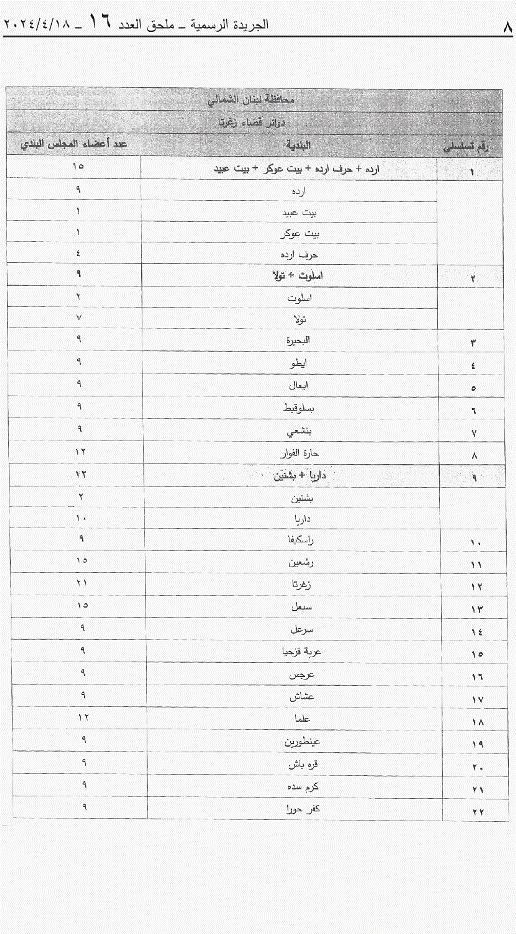 ٨ الجريدة الرسمية ـ ملحق العدد ١٦ ـ ٢٠٢٤/٤/١٨
محافظة لبنان الشمالي
دوائر قضاء زغرتا
رقم تسلسلي البلدية عدد أعضاء المجلس البلدي
١ ارده + حرف ارده + بيت عوكر + بيت عبيد ١٥
ارده ٩
بيت عبيد ١
بيت عوكر ١
حرف ارده ٤
٢ اسلوت + تولا ٩
اسلوت ٢
تولا ٧
٣ البحيرة ٩
٤ ايطو ٩
٥ ايعال ٩
٦ بسلوقيط ٩
٧ بنشعي ٩
٨ حارة الفوار ١٢
٩ داريا + بشنين
بشنين ٢
داريا ١٠
١٠ راسكيفا ٩
١١ رشعين ١٥
١٢ زغرتا ٢١
١٣ سبعل ١٥
١٤ سرعل ٩
١٥ عربة قزحيا ٩
١٦ عرجس ٩
١٧ عشاش ٩
١٨ علما ١٢
١٩ عينطورين ٩
٢٠ قره باش ٩
٢١ كرم سده ٩
٢٢ كفر حورا ٩